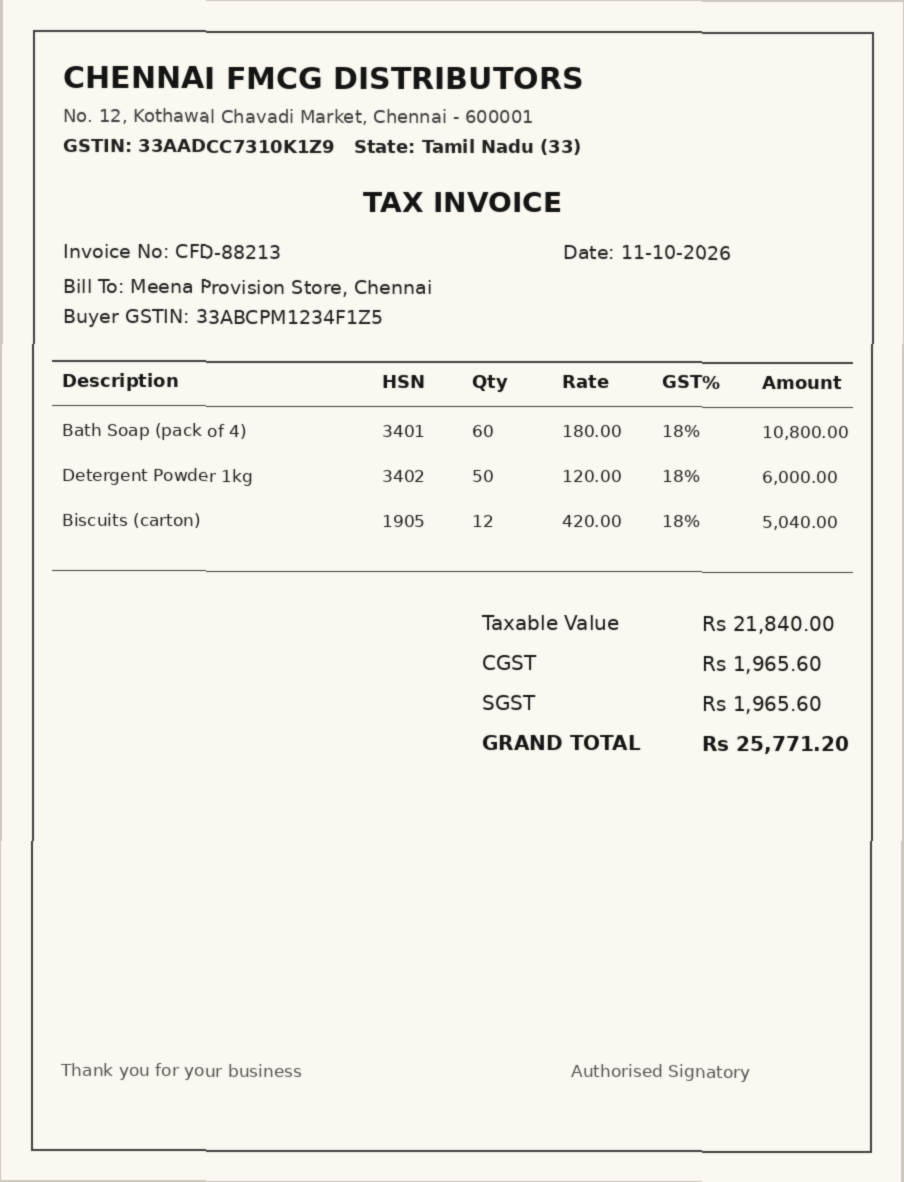 CHENNAI FMCG DISTRIBUTORS
No. 12, Kothawal Chavadi Market, Chennai - 600001
GSTIN: 33AADCC7310K1Z9 State: Tamil Nadu (33)
TAX INVOICE
Invoice No: CFD-88213 Date: 11-10-2026
Bill To: Meena Provision Store, Chennai
Buyer GSTIN: 33ABCPM1234F1Z5
Description HSN Qty Rate GST% Amount
Bath Soap (pack of 4) 3401 60 180.00 18% 10,800.00
Detergent Powder 1kg 3402 50 120.00 18% 6,000.00
Biscuits (carton) 1905 12 420.00 18% 5,040.00
Taxable Value Rs 21,840.00
CGST Rs 1,965.60
SGST Rs 1,965.60
GRAND TOTAL Rs 25,771.20
Thank you for your business Authorised Signatory